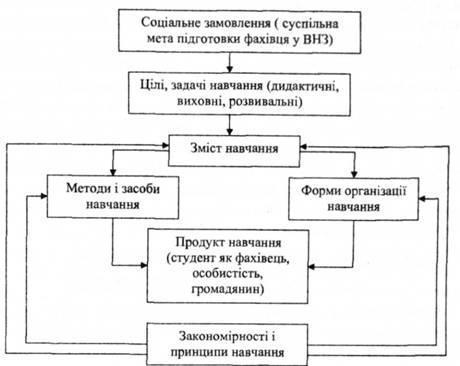 Соціальне замовлення ( суспільна
мета підготовки фахівця у ВНЗ)
Цілі, задачі навчання (дидактичні,
виховні, розвивальні)
Зміст навчання
Методи і засоби
навчання
Форми організації
навчання
Продукт навчання
(студент як фахівець,
особистість,
громадянин)
Закономірності і
принципи навчання